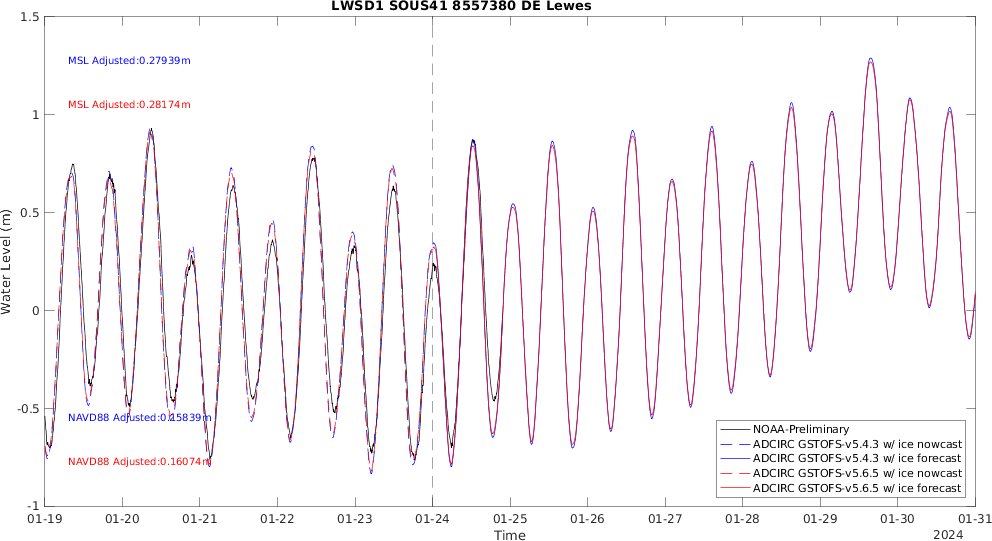 LWSD1 SOUS41 8557380 DE Lewes
1.5
1
0.5
0
-0.5
-1
Water Level (m)
MSL Adjusted:0.27939m
MSL Adjusted:0.28174m
NAVD88 Adjusted:0.15839m
NAVD88 Adjusted:0.16074m
NOAA-Preliminary
ADCIRC GSTOFS-v5.4.3 w/ ice nowcast
ADCIRC GSTOFS-v5.4.3 w/ ice forecast
ADCIRC GSTOFS-v5.6.5 w/ ice nowcast
ADCIRC GSTOFS-v5.6.5 w/ ice forecast
01-19 01-20 01-21 01-22 01-23 01-24 01-25 01-26 01-27 01-28 01-29 01-30 01-31
Time
2024